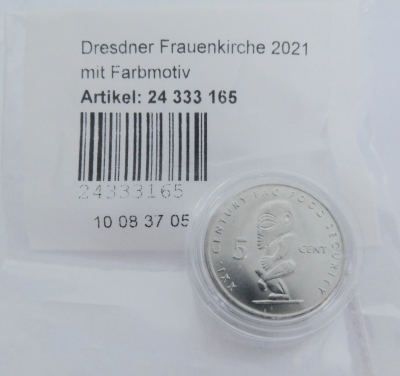 Dresdner Frauenkirche 2021
mit Farbmotiv
Artikel: 24 333 165
24333165
10 08 37 05
XXI · CENTURY FAO FOOD SECURITY
5 CENT